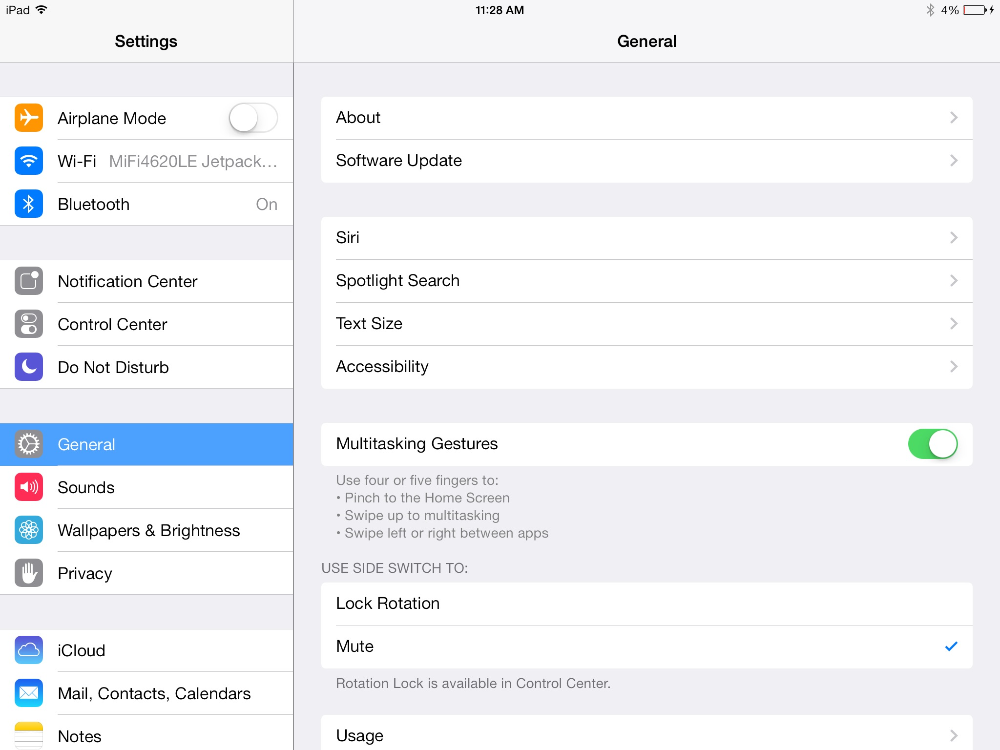 iPad 11:28 AM 4%
Settings
General
Airplane Mode
Wi-Fi MiFi4620LE Jetpack...
Bluetooth On
Notification Center
Control Center
Do Not Disturb
General
Sounds
Wallpapers & Brightness
Privacy
iCloud
Mail, Contacts, Calendars
Notes
About
Software Update
Siri
Spotlight Search
Text Size
Accessibility
Multitasking Gestures
Use four or five fingers to:
• Pinch to the Home Screen
• Swipe up to multitasking
• Swipe left or right between apps
USE SIDE SWITCH TO:
Lock Rotation
Mute
Rotation Lock is available in Control Center.
Usage